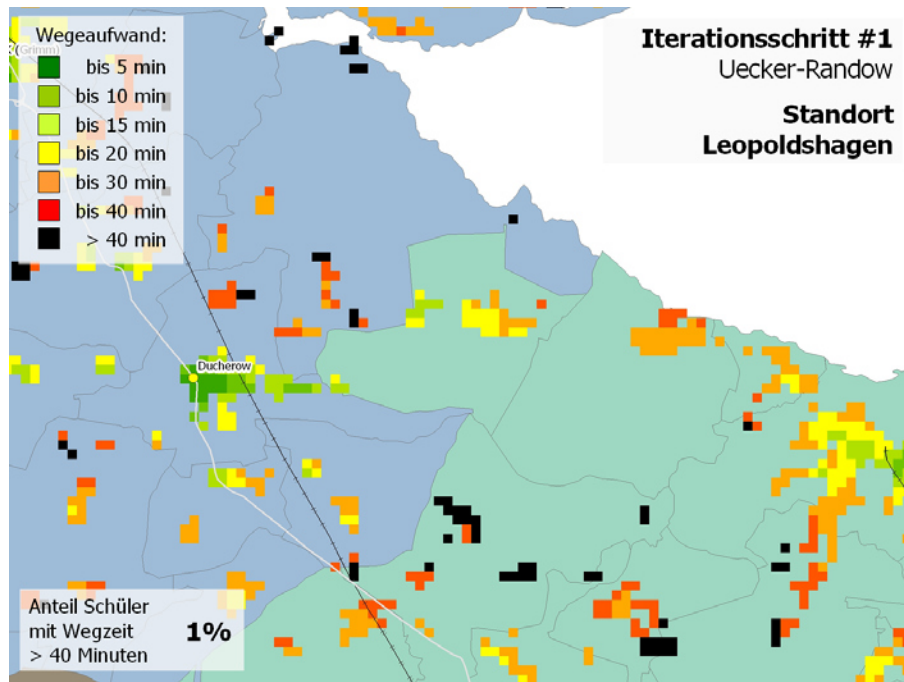 Wegeaufwand:
(Grimm)
bis 5 min
bis 10 min
bis 15 min
bis 20 min
bis 30 min
bis 40 min
> 40 min
Iterationsschritt #1
Uecker-Randow
Standort
Leopoldshagen
Ducherow
Anteil Schüler
mit Wegzeit
> 40 Minuten
1%